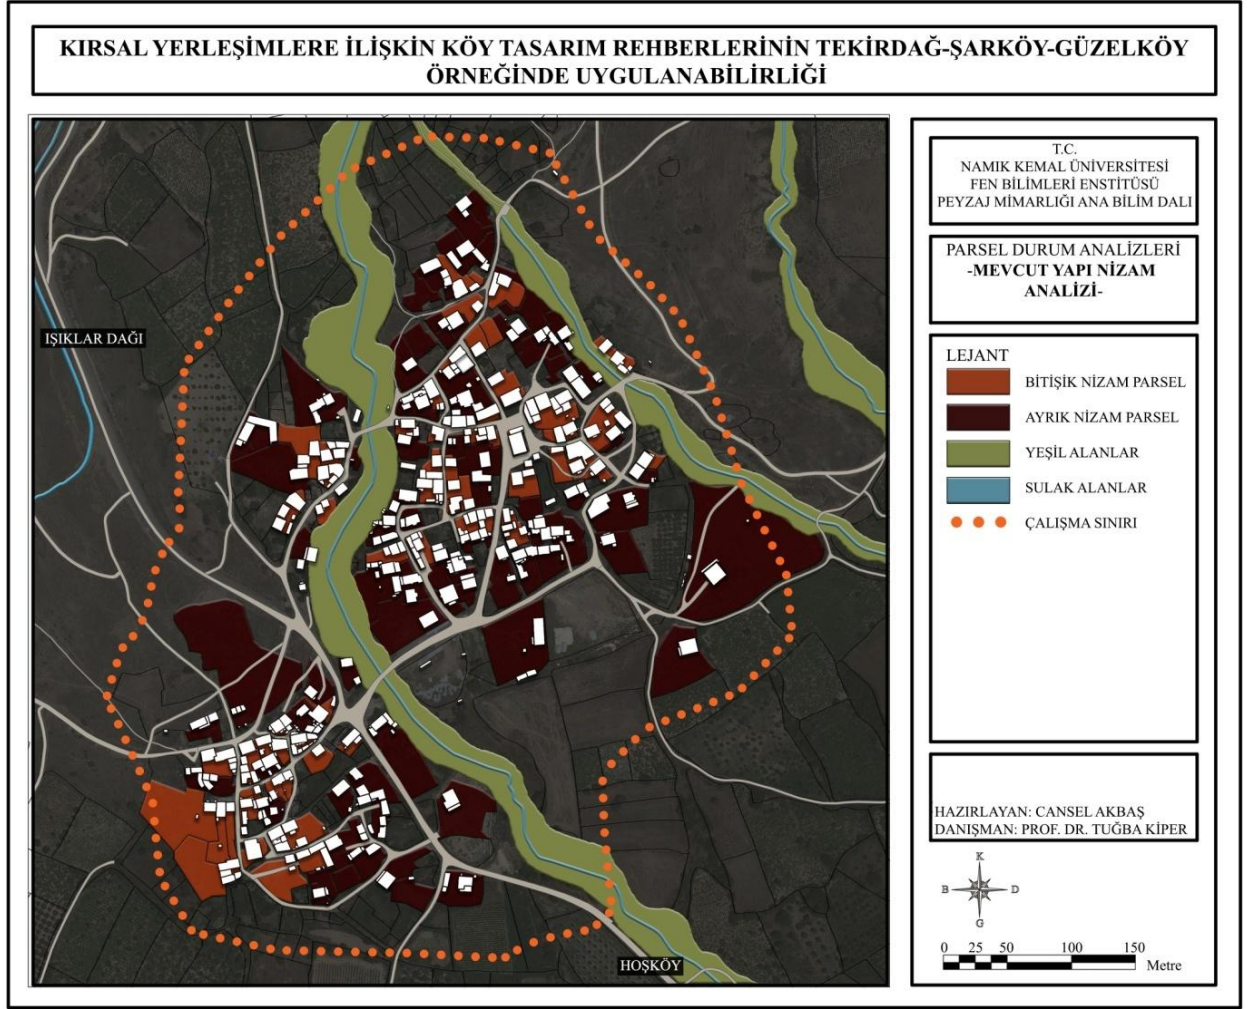 KIRSAL YERLEŞİMLERE İLİŞKİN KÖY TASARIM REHBERLERİNİN TEKİRDAĞ-ŞARKÖY-GÜZELKÖY
ÖRNEĞİNDE UYGULANABİLİRLİĞİ
T.C.
NAMIK KEMAL ÜNİVERSİTESİ
FEN BİLİMLERİ ENSTİTÜSÜ
PEYZAJ MİMARLIĞI ANA BİLİM DALI
PARSEL DURUM ANALİZLERİ
-MEVCUT YAPI NİZAM
ANALİZİ-
IŞIKLAR DAĞI
LEJANT
BİTİŞİK NİZAM PARSEL
AYRIK NİZAM PARSEL
YEŞİL ALANLAR
SULAK ALANLAR
ÇALIŞMA SINIRI
HAZIRLAYAN: CANSEL AKBAŞ
DANIŞMAN: PROF. DR. TUĞBA KİPER
K
B D
G
0 25 50 100 150
Metre
HOŞKÖY